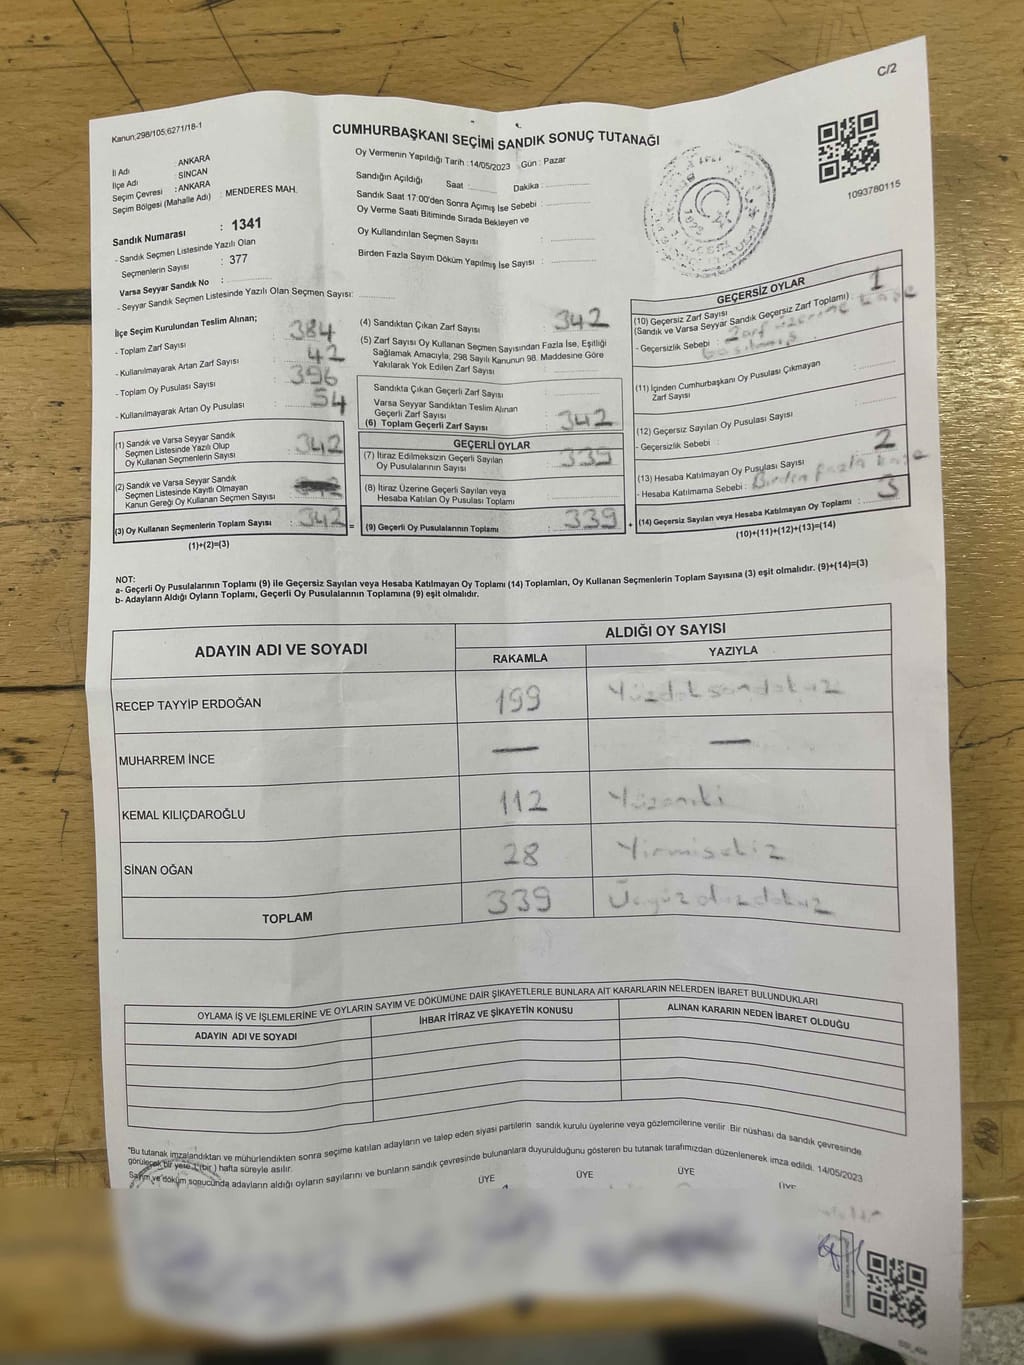 C/2
Kanun;298/105;6271/18-1
CUMHURBAŞKANI SEÇİMİ SANDIK SONUÇ TUTANAĞI
1093780115
İl Adı : ANKARA
İlçe Adı : SİNCAN
Seçim Çevresi : ANKARA
Seçim Bölgesi (Mahalle Adı) : MENDERES MAH.
Sandık Numarası : 1341
- Sandık Seçmen Listesinde Yazılı Olan
Seçmenlerin Sayısı : 377
Varsa Seyyar Sandık No :
- Seyyar Sandık Seçmen Listesinde Yazılı Olan Seçmen Sayısı:
Oy Vermenin Yapıldığı Tarih :14/05/2023 Gün : Pazar
Sandığın Açıldığı Saat : Dakika :
Sandık Saat 17:00'den Sonra Açımış İse Sebebi :
Oy Verme Saati Bitiminde Sırada Bekleyen ve
Oy Kullandırılan Seçmen Sayısı :
Birden Fazla Sayım Döküm Yapılmış İse Sayısı :
İlçe Seçim Kurulundan Teslim Alınan;
- Toplam Zarf Sayısı : 384
- Kullanılmayarak Artan Zarf Sayısı : 42
- Toplam Oy Pusulası Sayısı : 396
- Kullanılmayarak Artan Oy Pusulası : 54
(1) Sandık ve Varsa Seyyar Sandık
Seçmen Listesinde Yazılı Olup
Oy Kullanan Seçmenlerin Sayısı : 342
(2) Sandık ve Varsa Seyyar Sandık
Seçmen Listesinde Kayıtlı Olmayan
Kanun Gereği Oy Kullanan Seçmen Sayısı :
(3) Oy Kullanan Seçmenlerin Toplam Sayısı : 342 =
(1)+(2)=(3)
(4) Sandıktan Çıkan Zarf Sayısı : 342
(5) Zarf Sayısı Oy Kullanan Seçmen Sayısından Fazla İse, Eşitliği
Sağlamak Amacıyla, 298 Sayılı Kanunun 98. Maddesine Göre
Yakılarak Yok Edilen Zarf Sayısı :
Sandıkta Çıkan Geçerli Zarf Sayısı :
Varsa Seyyar Sandıktan Teslim Alınan
Geçerli Zarf Sayısı :
(6) Toplam Geçerli Zarf Sayısı : 342
GEÇERLİ OYLAR
(7) İtiraz Edilmeksizin Geçerli Sayılan
Oy Pusulalarının Sayısı : 339
(8) İtiraz Üzerine Geçerli Sayılan veya
Hesaba Katılan Oy Pusulası Toplamı :
(9) Geçerli Oy Pusulalarının Toplamı : 339 +
GEÇERSİZ OYLAR
(10) Geçersiz Zarf Sayısı
(Sandık ve Varsa Seyyar Sandık Geçersiz Zarf Toplamı) : 1
- Geçersizlik Sebebi : Zarf üzerine kaşe
basılmış
(11) İçinden Cumhurbaşkanı Oy Pusulası Çıkmayan
Zarf Sayısı :
(12) Geçersiz Sayılan Oy Pusulası Sayısı :
- Geçersizlik Sebebi :
(13) Hesaba Katılmayan Oy Pusulası Sayısı : 2
- Hesaba Katılmama Sebebi : Birden fazla kaşe
(14) Geçersiz Sayılan veya Hesaba Katılmayan Oy Toplamı : 3
(10)+(11)+(12)+(13)=(14)
NOT:
a- Geçerli Oy Pusulalarının Toplamı (9) ile Geçersiz Sayılan veya Hesaba Katılmayan Oy Toplamı (14) Toplamları, Oy Kullanan Seçmenlerin Toplam Sayısına (3) eşit olmalıdır. (9)+(14)=(3)
b- Adayların Aldığı Oyların Toplamı, Geçerli Oy Pusulalarının Toplamına (9) eşit olmalıdır.
ADAYIN ADI VE SOYADI ALDIĞI OY SAYISI
RAKAMLA YAZIYLA
RECEP TAYYİP ERDOĞAN 199 Yüzdoksandokuz
MUHARREM İNCE — —
KEMAL KILIÇDAROĞLU 112 Yüzoniki
SİNAN OĞAN 28 Yirmisekiz
TOPLAM 339 Üçyüzotuzdokuz
OYLAMA İŞ VE İŞLEMLERİNE VE OYLARIN SAYIM VE DÖKÜMÜNE DAİR ŞİKAYETLERLE BUNLARA AİT KARARLARIN NELERDEN İBARET BULUNDUKLARI
ADAYIN ADI VE SOYADI İHBAR İTİRAZ VE ŞİKAYETİN KONUSU ALINAN KARARIN NEDEN İBARET OLDUĞU
"Bu tutanak imzalandıktan ve mühürlendikten sonra seçime katılan adayların ve talep eden siyasi partilerin sandık kurulu üyelerine veya gözlemcilerine verilir. Bir nüshası da sandık çevresinde
görülecek bir yere 1 (bir ) hafta süreyle asılır.
Sayım ve döküm sonucunda adayların aldığı oyların sayılarını ve bunların sandık çevresinde bulunanlara duyurulduğunu gösteren bu tutanak tarafımızdan düzenlenerek imza edildi. 14/05/2023
ÜYE ÜYE ÜYE ÜYE